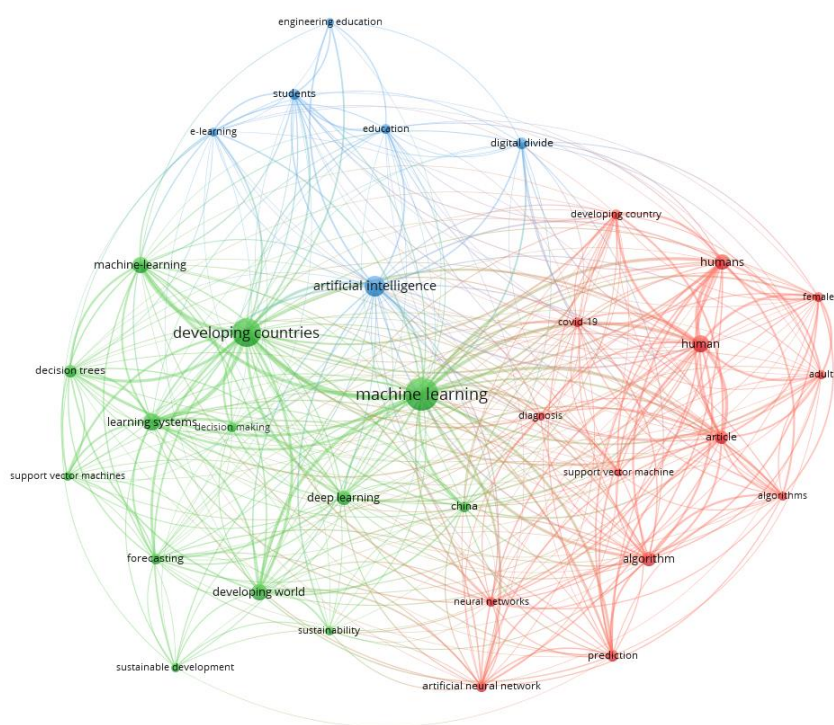 engineering education
students
e-learning
education
digital divide
developing country
machine-learning
humans
artificial intelligence
female
covid-19
developing countries
human
decision trees
adult
machine learning
diagnosis
learning systems
decision making
article
support vector machines
support vector machine
deep learning
algorithms
china
forecasting
algorithm
developing world
neural networks
sustainability
prediction
sustainable development
artificial neural network